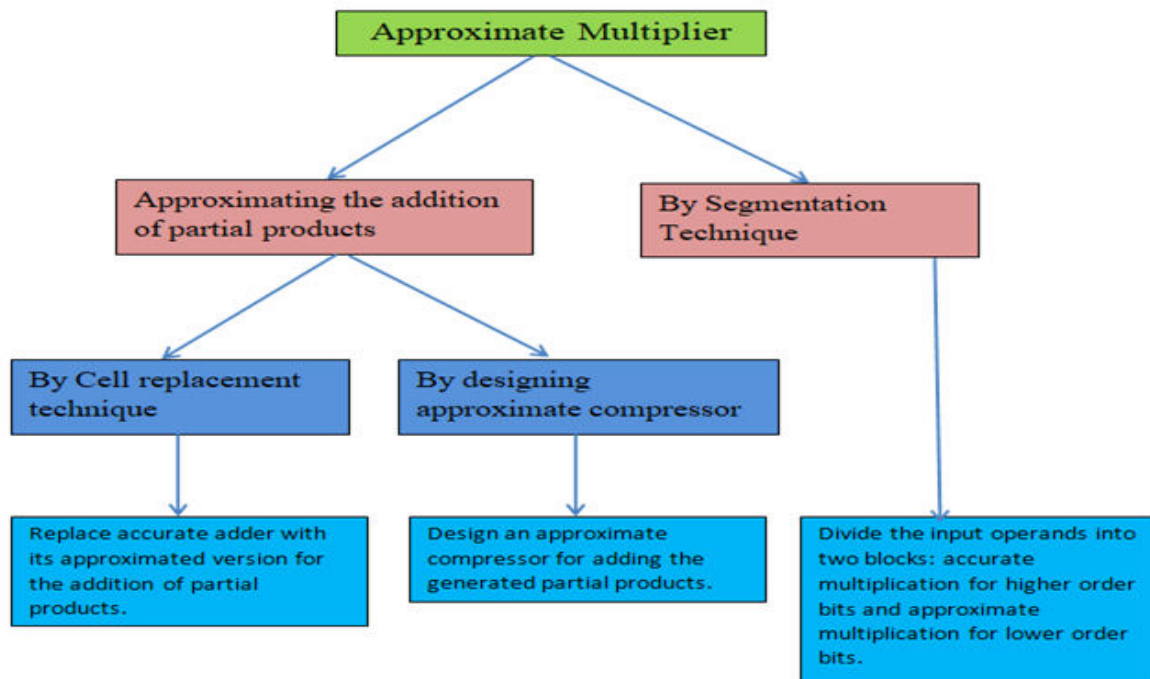 Approximate Multiplier
Approximating the addition
of partial products
By Segmentation
Technique
By Cell replacement
technique
By designing
approximate compressor
Replace accurate adder with
its approximated version for
the addition of partial
products.
Design an approximate
compressor for adding the
generated partial products.
Divide the input operands into
two blocks: accurate
multiplication for higher order
bits and approximate
multiplication for lower order
bits.